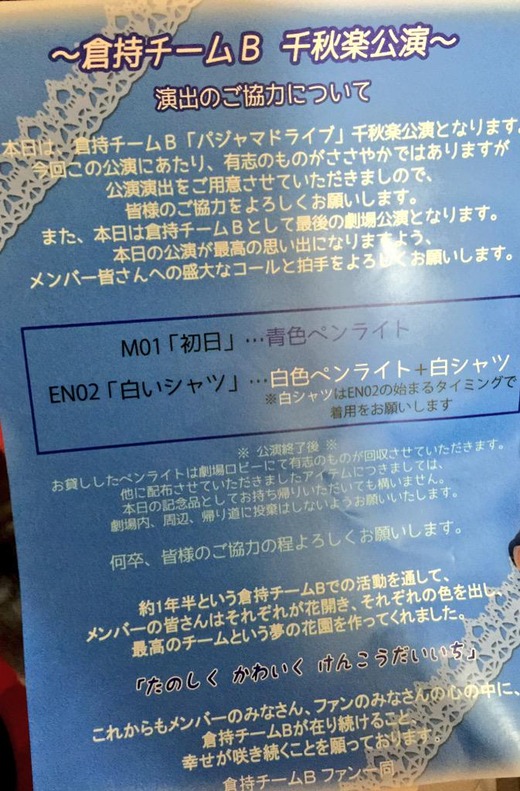 ～倉持チームB 千秋楽公演～
演出のご協力について
本日は、倉持チームB「パジャマドライブ」千秋楽公演となります。
今回この公演にあたり、有志のものがささやかではありますが
公演演出をご用意させていただきましので、
皆様のご協力をよろしくお願いします。
また、本日は倉持チームBとして最後の劇場公演となります。
本日の公演が最高の思い出になりますよう、
メンバー皆さんへの盛大なコールと拍手をよろしくお願いします。
M01「初日」…青色ペンライト
EN02「白いシャツ」…白色ペンライト+白シャツ
※白シャツはEN02の始まるタイミングで
着用をお願いします
※ 公演終了後 ※
お貸ししたペンライトは劇場ロビーにて有志のものが回収させていただきます。
他に配布させていただきましたアイテムにつきましては、
本日の記念品としてお持ち帰りいただいても構いません。
劇場内、周辺、帰り道に投棄はしないようお願いいたします。
何卒、皆様のご協力の程よろしくお願いします。
約1年半という倉持チームBでの活動を通して、
メンバーの皆さんはそれぞれが花開き、それぞれの色を出し、
最高のチームという夢の花園を作ってくれました。
「たのしく かわいく けんこうだいいち」
これからもメンバーのみなさん、ファンのみなさんの心の中に、
倉持チームBが在り続けること、
幸せが咲き続くことを願っております。
倉持チームB ファン一同